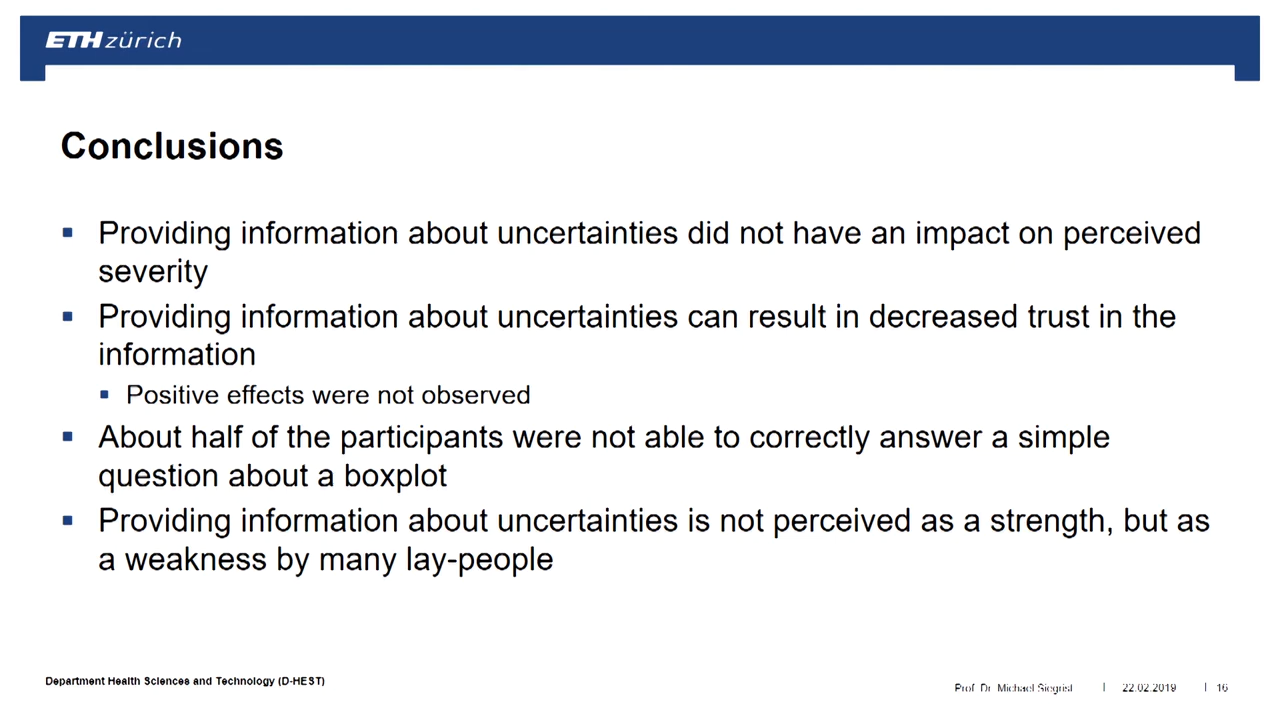 ETH zürich
Conclusions
Providing information about uncertainties did not have an impact on perceived
severity
Providing information about uncertainties can result in decreased trust in the
information
Positive effects were not observed
About half of the participants were not able to correctly answer a simple
question about a boxplot
Providing information about uncertainties is not perceived as a strength, but as
a weakness by many lay-people
Department Health Sciences and Technology (D-HEST)
Prof. Dr. Michael Siegrist | 22.02.2019 | 16